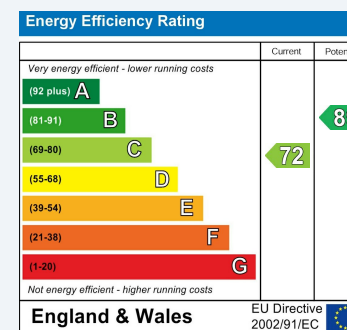 Energy Efficiency Rating
Current
Very energy efficient - lower running costs
(92 plus) A
(81-91) B
(69-80) C
72
(55-68) D
(39-54) E
(21-38) F
(1-20) G
Not energy efficient - higher running costs
England & Wales
EU Directive
2002/91/EC